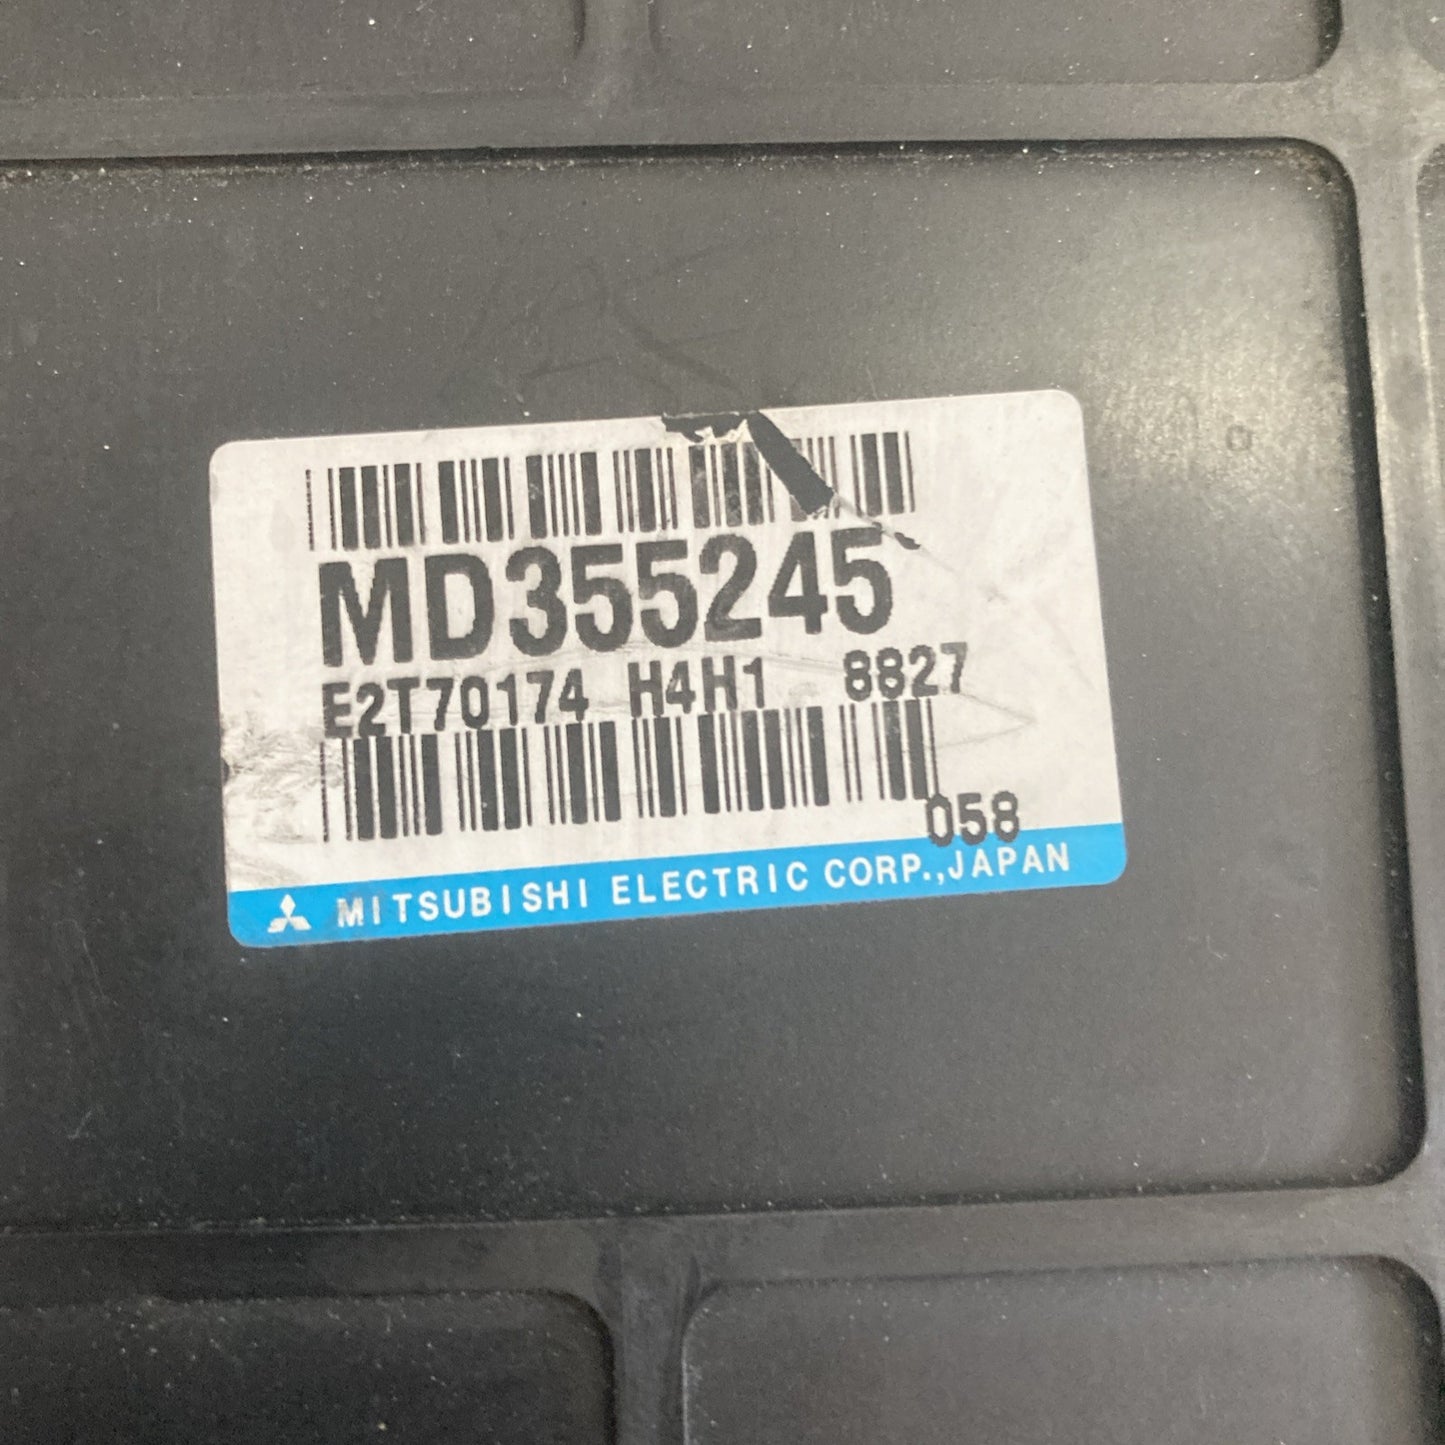 MD355245
E2T70174 H4H1 8827
058
MITSUBISHI ELECTRIC CORP.,JAPAN